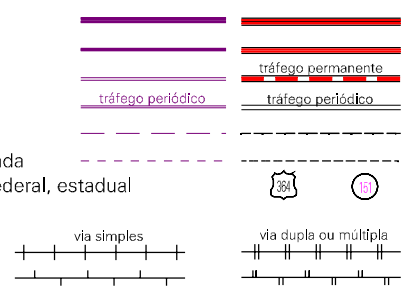 tráfego permanente
tráfego periódico tráfego periódico
ada
ederal, estadual
364 151
via simples via dupla ou múltipla